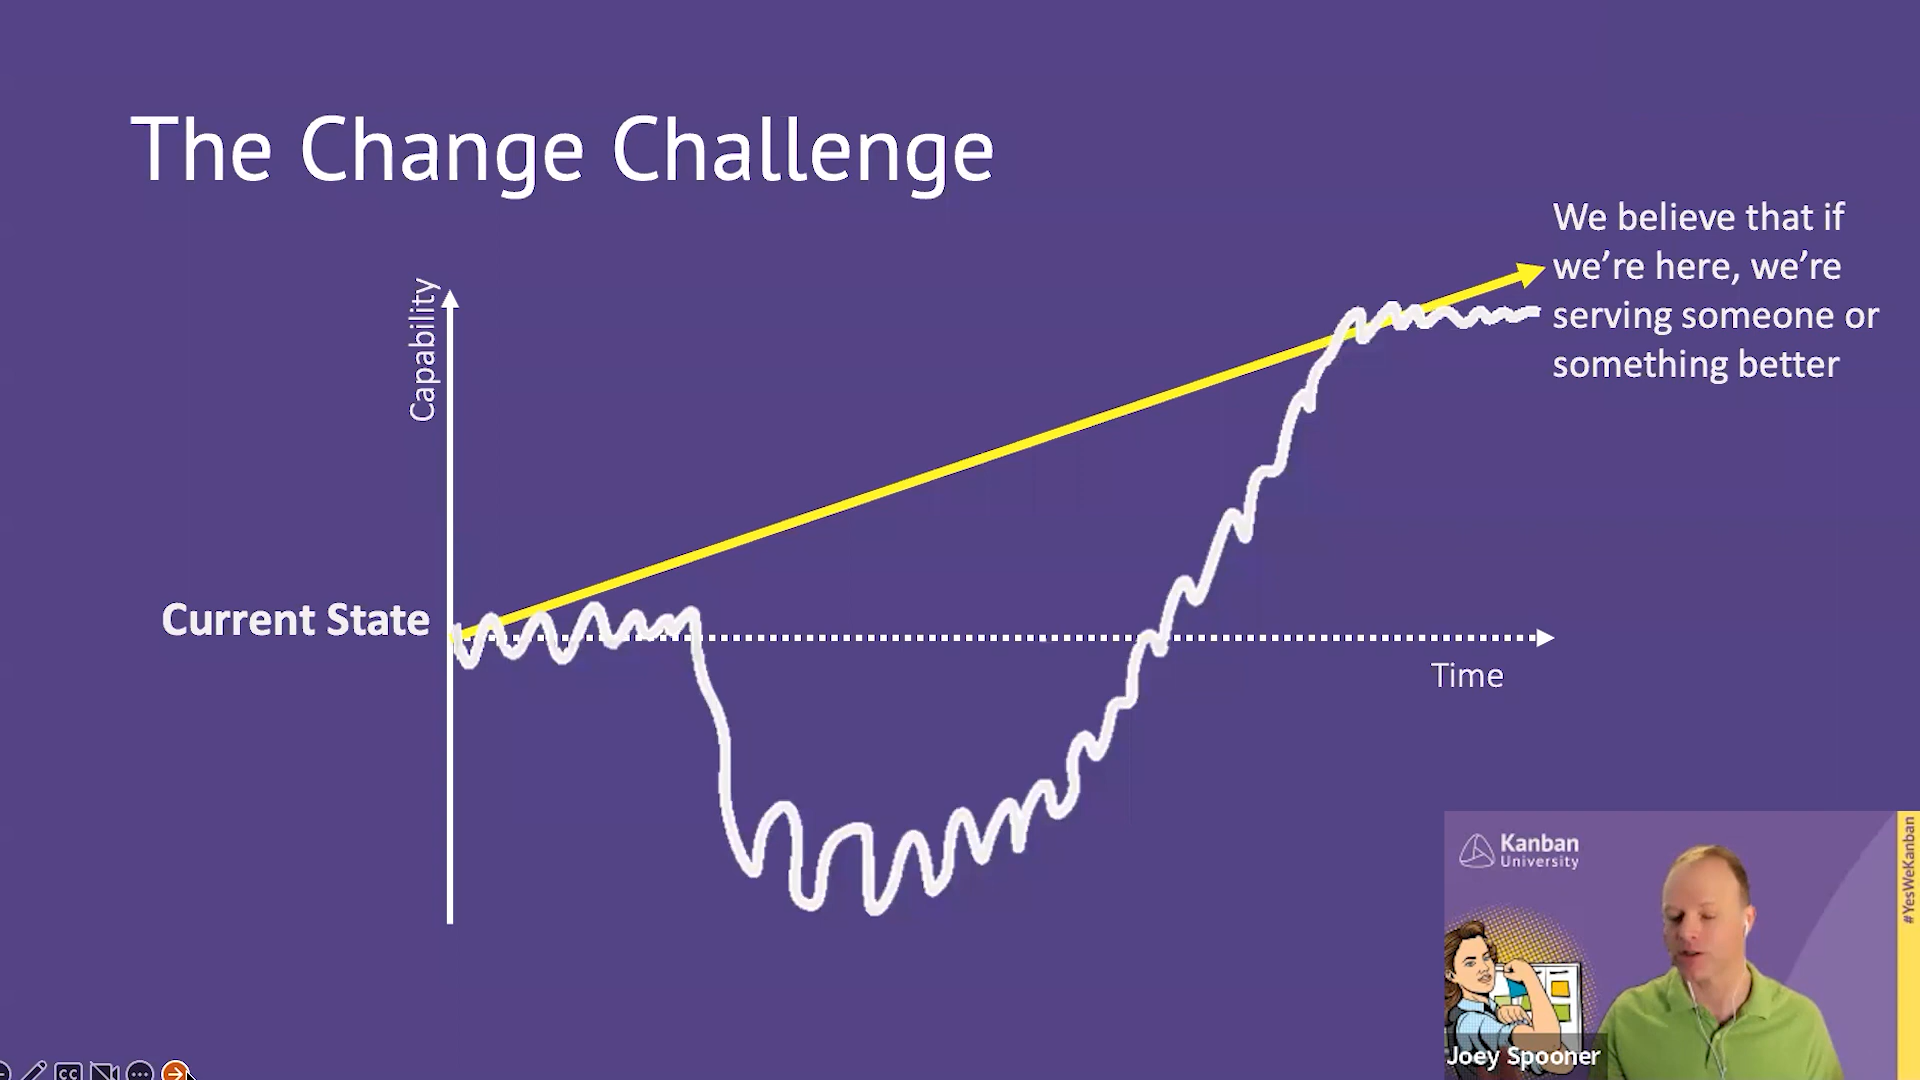 The Change Challenge
We believe that if
we're here, we're
serving someone or
something better
Capability
Current State
Time
Kanban
University
#YesWeKanban
Joey Spooner
CC